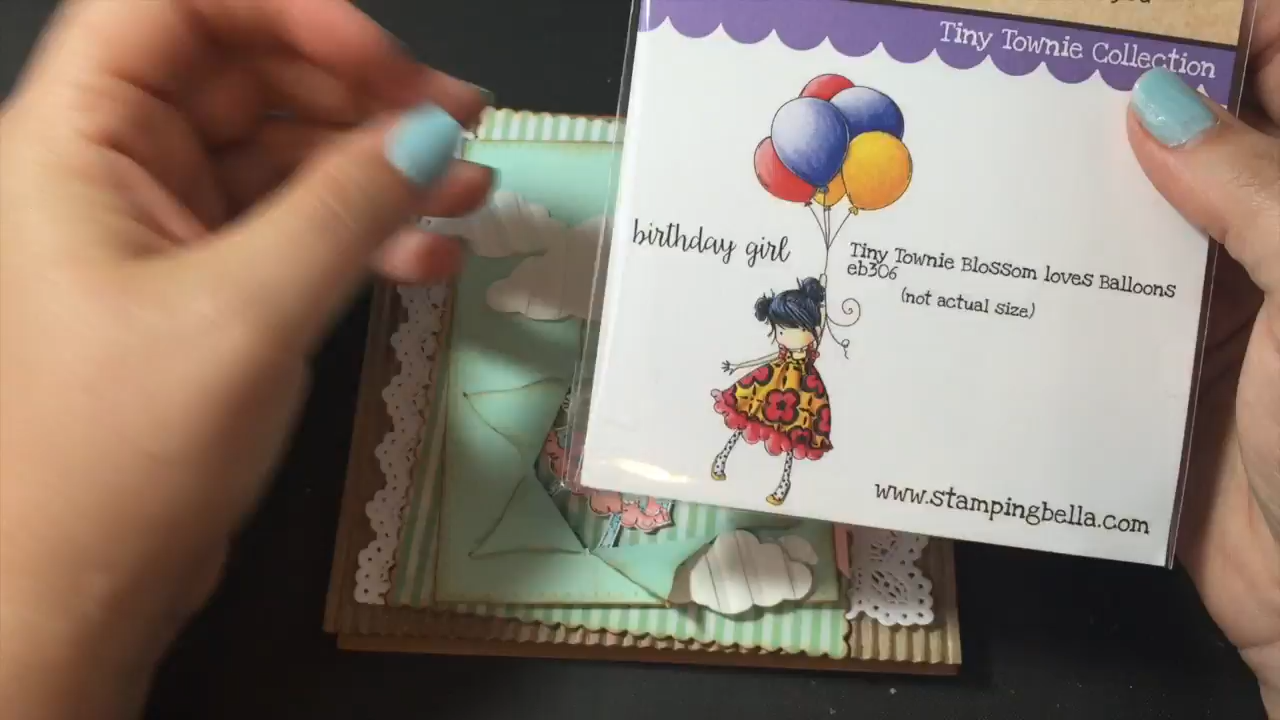 Tiny Townie Collection
birthday girl
Tiny Townie Blossom loves Balloons
eb306
(not actual size)
www.stampingbella.com